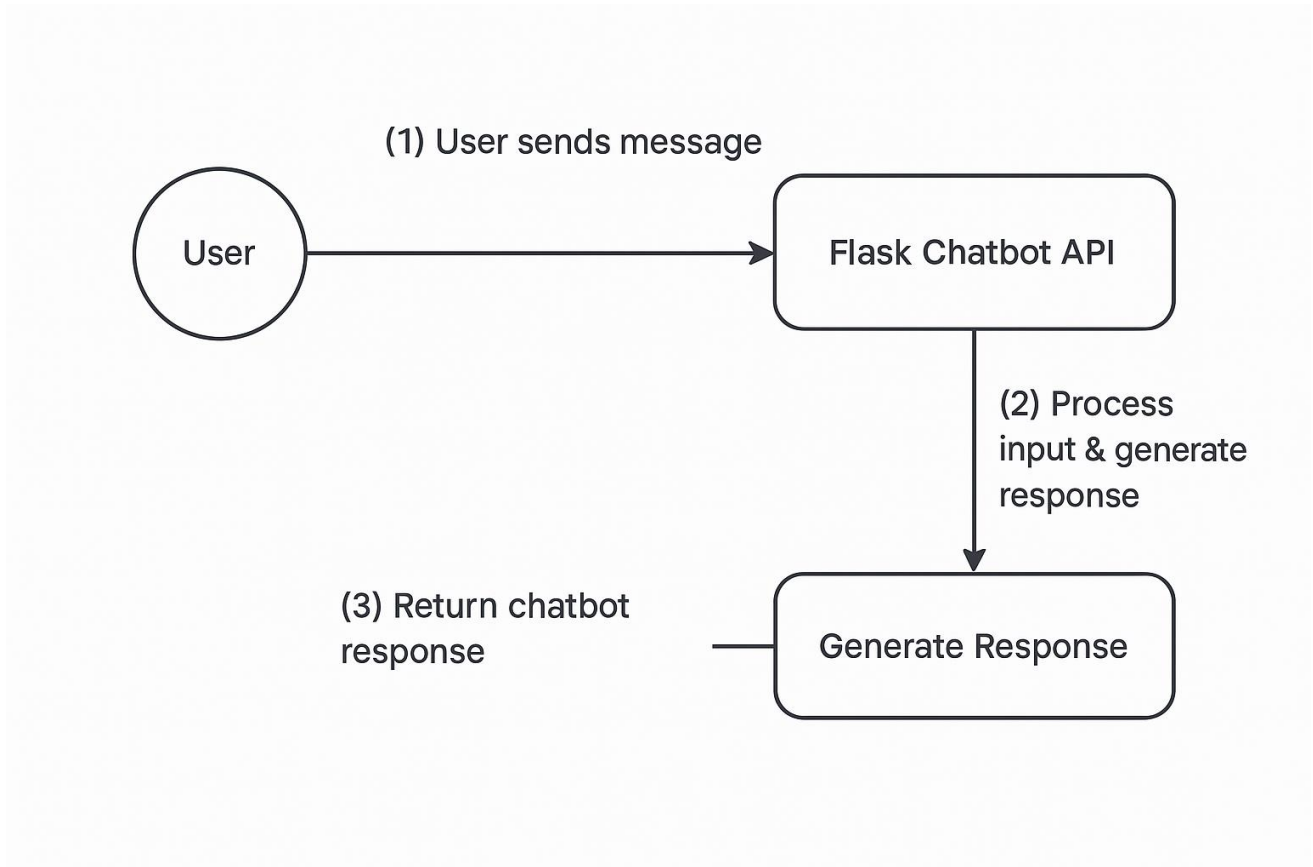 (1) User sends message
User
Flask Chatbot API
(2) Process
input & generate
response
(3) Return chatbot
response
Generate Response